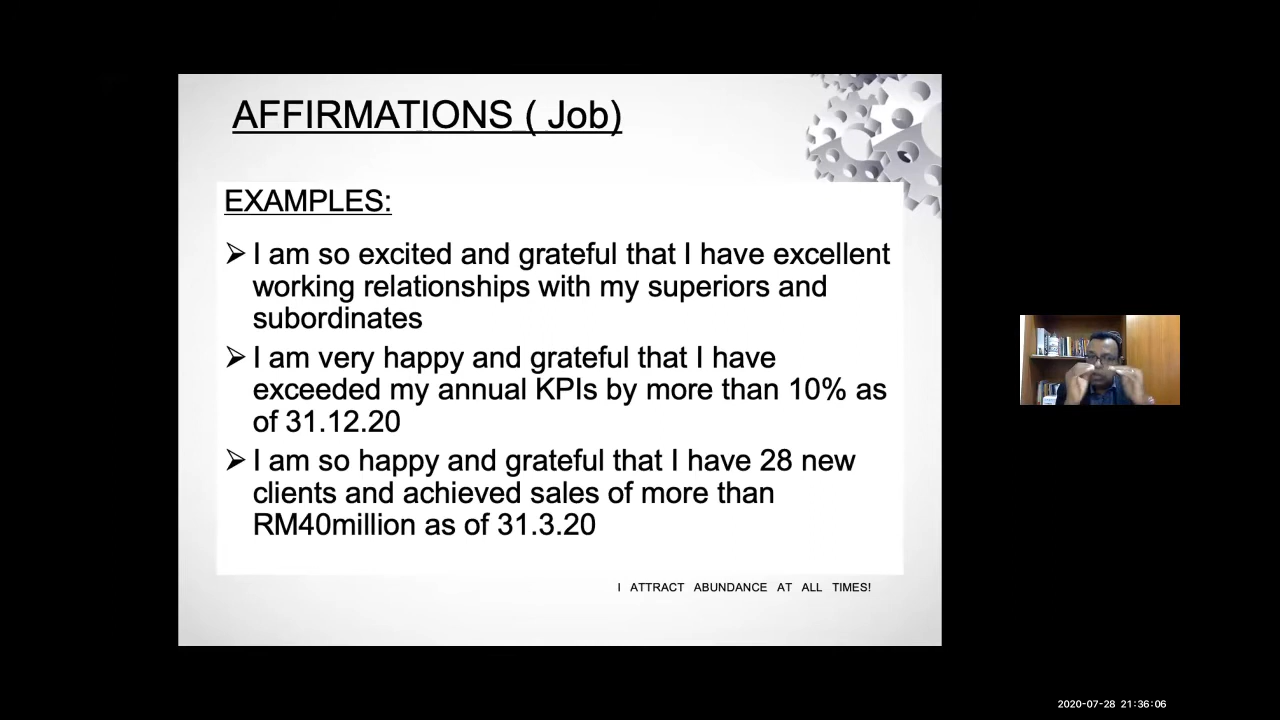 AFFIRMATIONS ( Job)
EXAMPLES:
➢ I am so excited and grateful that I have excellent
working relationships with my superiors and
subordinates
➢ I am very happy and grateful that I have
exceeded my annual KPIs by more than 10% as
of 31.12.20
➢ I am so happy and grateful that I have 28 new
clients and achieved sales of more than
RM40million as of 31.3.20
I ATTRACT ABUNDANCE AT ALL TIMES!
2020-07-28 21:36:06